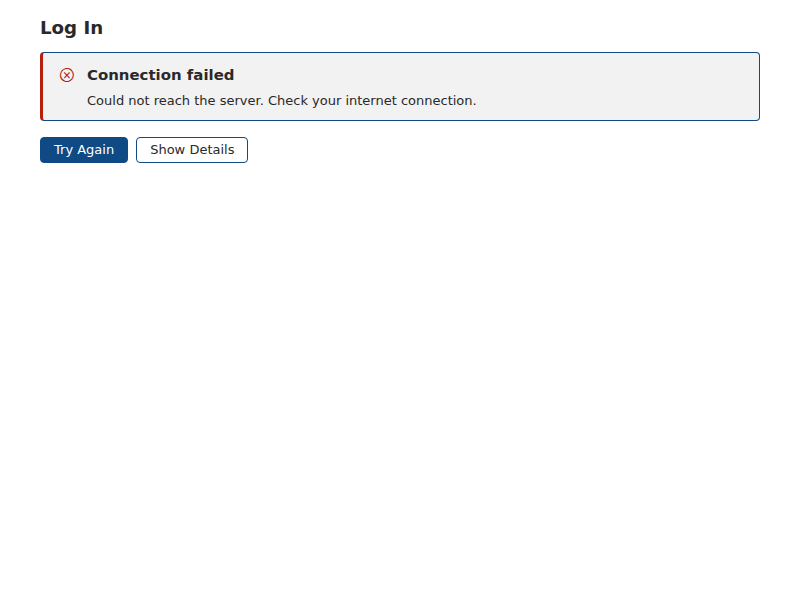 Log In
Connection failed
Could not reach the server. Check your internet connection.
Try Again
Show Details